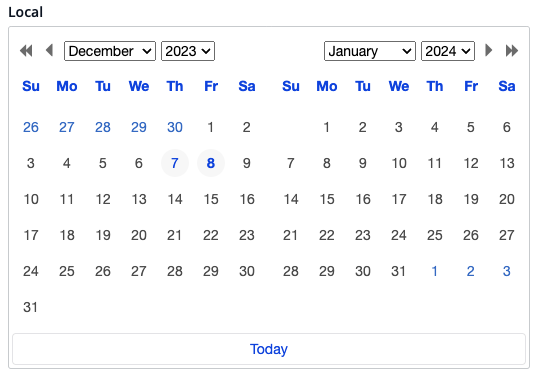 Local
December 2023 January 2024
Su Mo Tu We Th Fr Sa Su Mo Tu We Th Fr Sa
26 27 28 29 30 1 2 1 2 3 4 5 6
3 4 5 6 7 8 9 7 8 9 10 11 12 13
10 11 12 13 14 15 16 14 15 16 17 18 19 20
17 18 19 20 21 22 23 21 22 23 24 25 26 27
24 25 26 27 28 29 30 28 29 30 31 1 2 3
31
Today